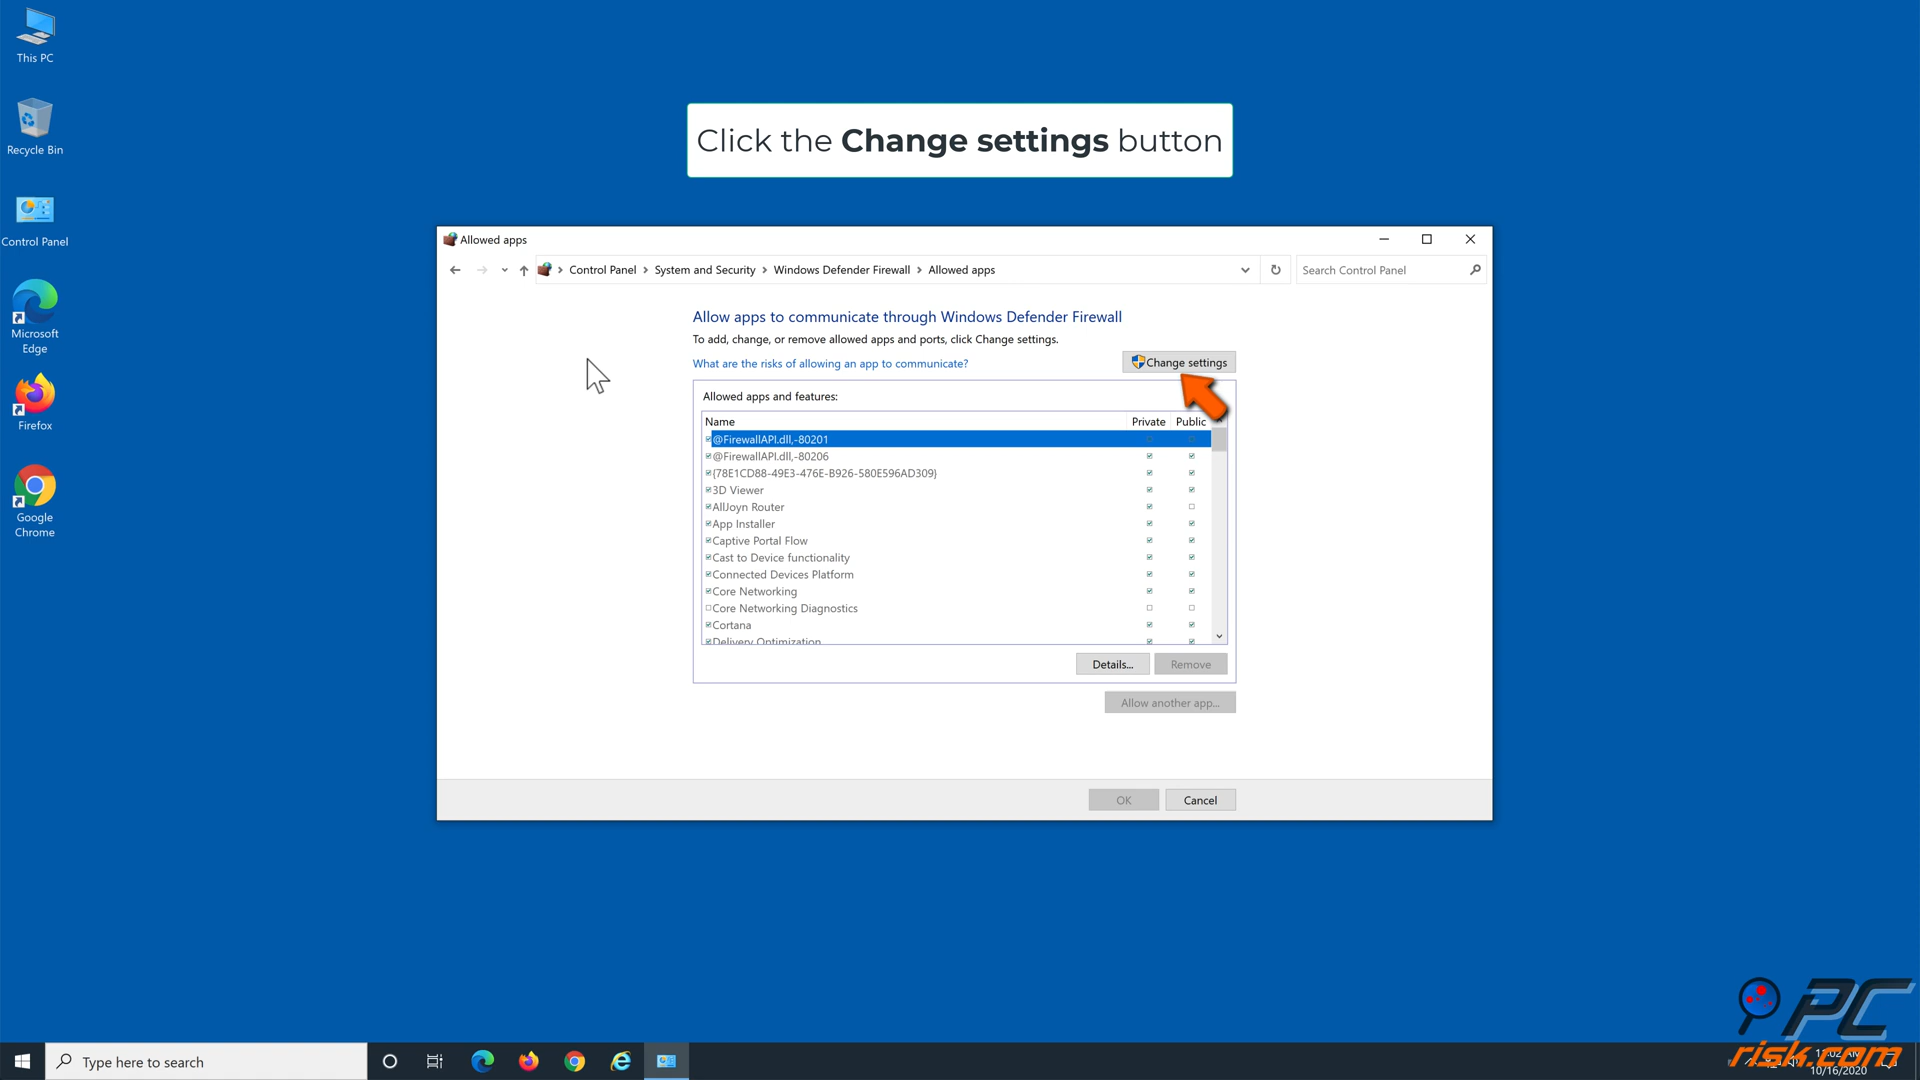 This PC
Recycle Bin
Control Panel
Microsoft
Edge
Firefox
Google
Chrome
Click the Change settings button
Allowed apps
Control Panel
System and Security
Windows Defender Firewall
Allowed apps
Search Control Panel
Allow apps to communicate through Windows Defender Firewall
To add, change, or remove allowed apps and ports, click Change settings.
What are the risks of allowing an app to communicate?
Change settings
Allowed apps and features:
Name Private Public
@FirewallAPI.dll,-80201
@FirewallAPI.dll,-80206
{78E1CD88-49E3-476E-B926-580E596AD309}
3D Viewer
AllJoyn Router
App Installer
Captive Portal Flow
Cast to Device functionality
Connected Devices Platform
Core Networking
Core Networking Diagnostics
Cortana
Delivery Optimization
Details...
Remove
Allow another app...
OK
Cancel
Type here to search
PC
risk.com
10/16/2020